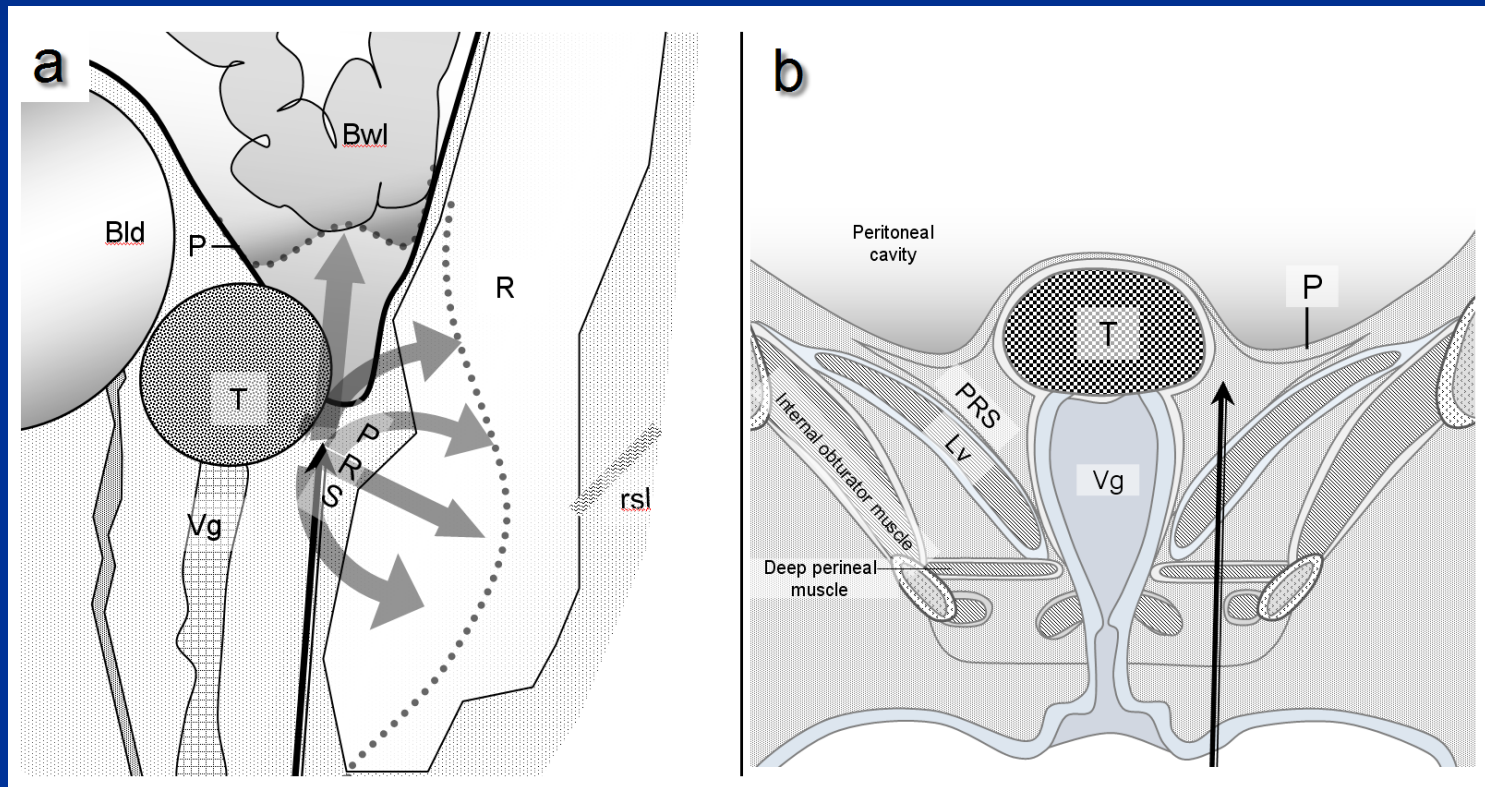 a
Bwl
Bld
P
R
T
P
R
S
rsl
Vg
b
Peritoneal
cavity
P
T
PRS
Lv
Internal obturator muscle
Vg
Deep perineal
muscle